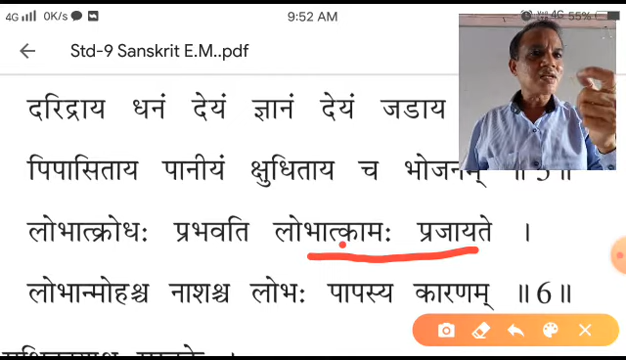 4G 0K/s 9:52 AM 4G 55%
Std-9 Sanskrit E.M..pdf
दरिद्राय धनं देयं ज्ञानं देयं जडाय
पिपासिताय पानीयं क्षुधिताय च भोजनम्
लोभात्क्रोधः प्रभवति लोभात्कामः प्रजायते ।
लोभान्मोहश्च नाशश्च लोभः पापस्य कारणम् ॥6॥